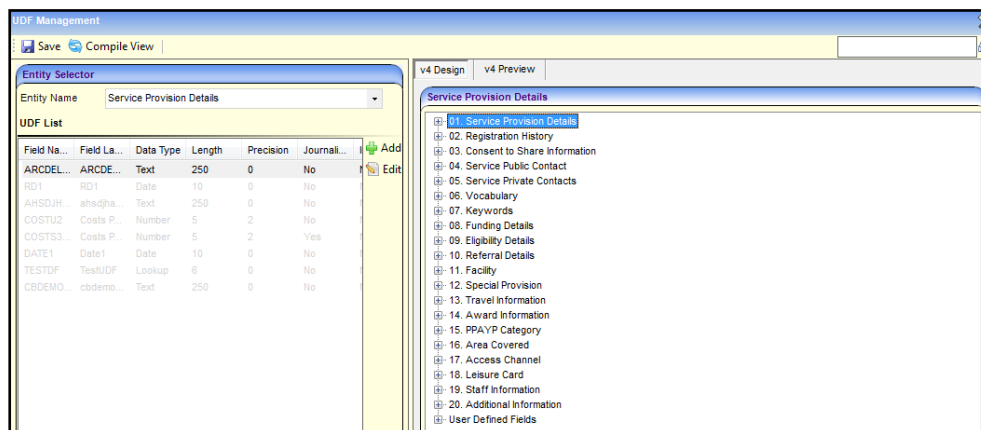 UDF Management
Save Compile View
Entity Selector
Entity Name Service Provision Details
UDF List
Field Na... Field La... Data Type Length Precision Journali...
Add
ARCDEL... ARCDE... Text 250 0 No
Edit
RD1 RD1 Date 10 0 No
AHSDJH... ahsdjha... Text 250 0 No
COSTU2 Costs P... Number 5 2 No
COSTS3... Costs P... Number 5 2 Yes
DATE1 Date1 Date 10 0 No
TESTDF TestUDF Lookup 6 0 No
CBDEMO... cbdemo... Text 250 0 No
v4 Design v4 Preview
Service Provision Details
01. Service Provision Details
02. Registration History
03. Consent to Share Information
04. Service Public Contact
05. Service Private Contacts
06. Vocabulary
07. Keywords
08. Funding Details
09. Eligibility Details
10. Referral Details
11. Facility
12. Special Provision
13. Travel Information
14. Award Information
15. PPAYP Category
16. Area Covered
17. Access Channel
18. Leisure Card
19. Staff Information
20. Additional Information
User Defined Fields